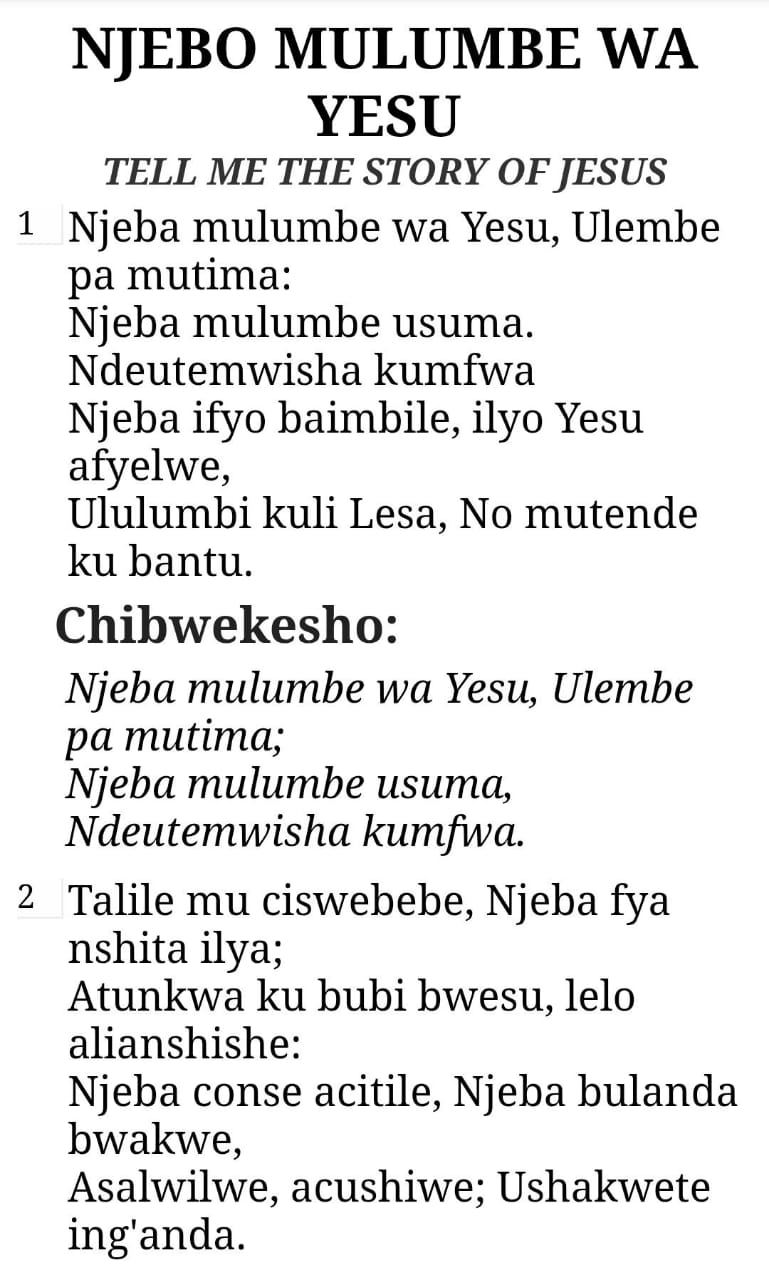 NJEBO MULUMBE WA
YESU
TELL ME THE STORY OF JESUS
1 Njeba mulumbe wa Yesu, Ulembe
pa mutima:
Njeba mulumbe usuma.
Ndeutemwisha kumfwa
Njeba ifyo baimbile, ilyo Yesu
afyelwe,
Ululumbi kuli Lesa, No mutende
ku bantu.
Chibwekesho:
Njeba mulumbe wa Yesu, Ulembe
pa mutima;
Njeba mulumbe usuma,
Ndeutemwisha kumfwa.
2 Talile mu ciswebebe, Njeba fya
nshita ilya;
Atunkwa ku bubi bwesu, lelo
alianshishe:
Njeba conse acitile, Njeba bulanda
bwakwe,
Asalwilwe, acushiwe; Ushakwete
ing'anda.